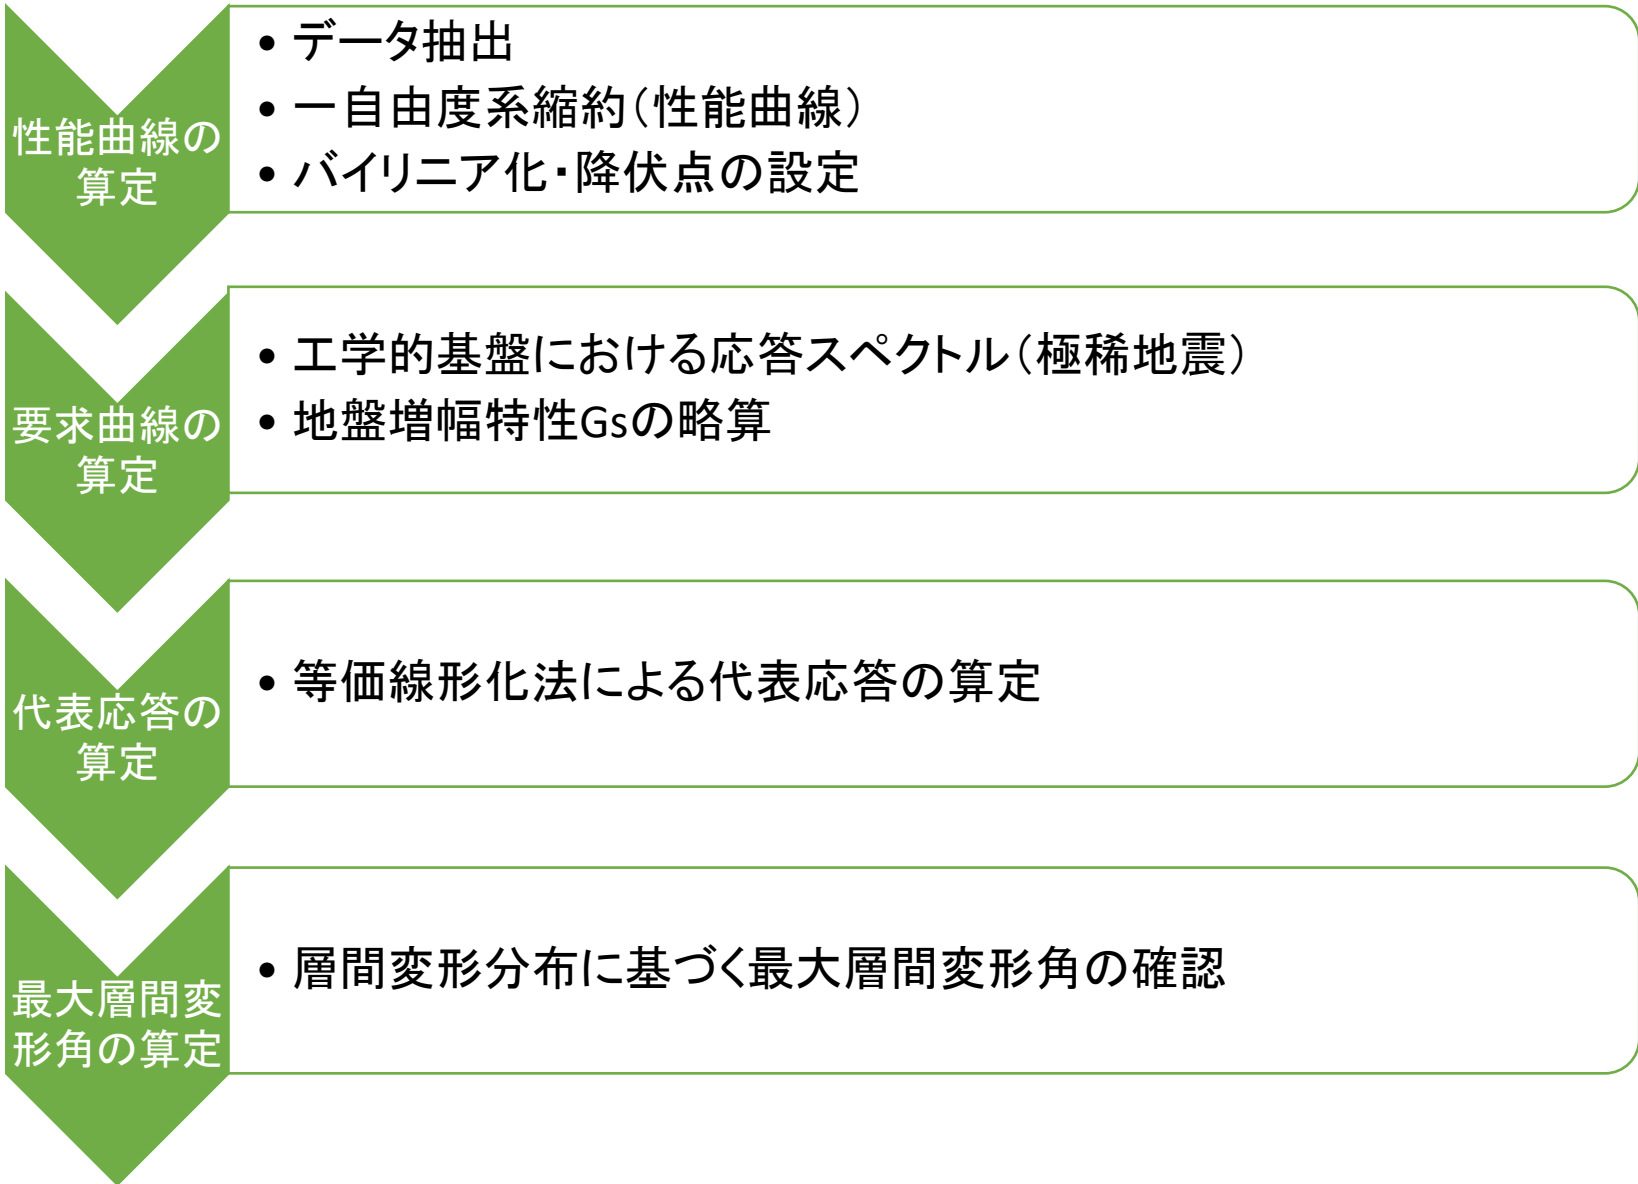 性能曲線の
算定
• データ抽出
• 一自由度系縮約（性能曲線）
• バイリニア化・降伏点の設定
要求曲線の
算定
• 工学的基盤における応答スペクトル（極稀地震）
• 地盤増幅特性Gsの略算
代表応答の
算定
• 等価線形化法による代表応答の算定
最大層間変
形角の算定
• 層間変形分布に基づく最大層間変形角の確認